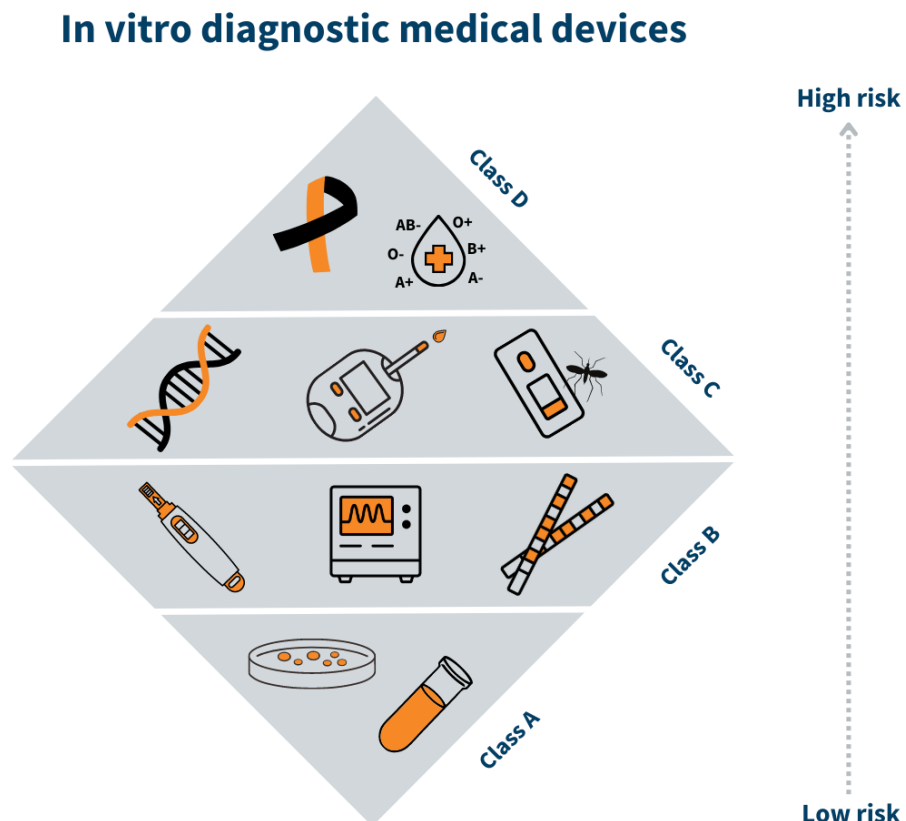 In vitro diagnostic medical devices
High risk
Class D
AB-
O+
O-
B+
A+
A-
Class C
Class B
Class A
Low risk